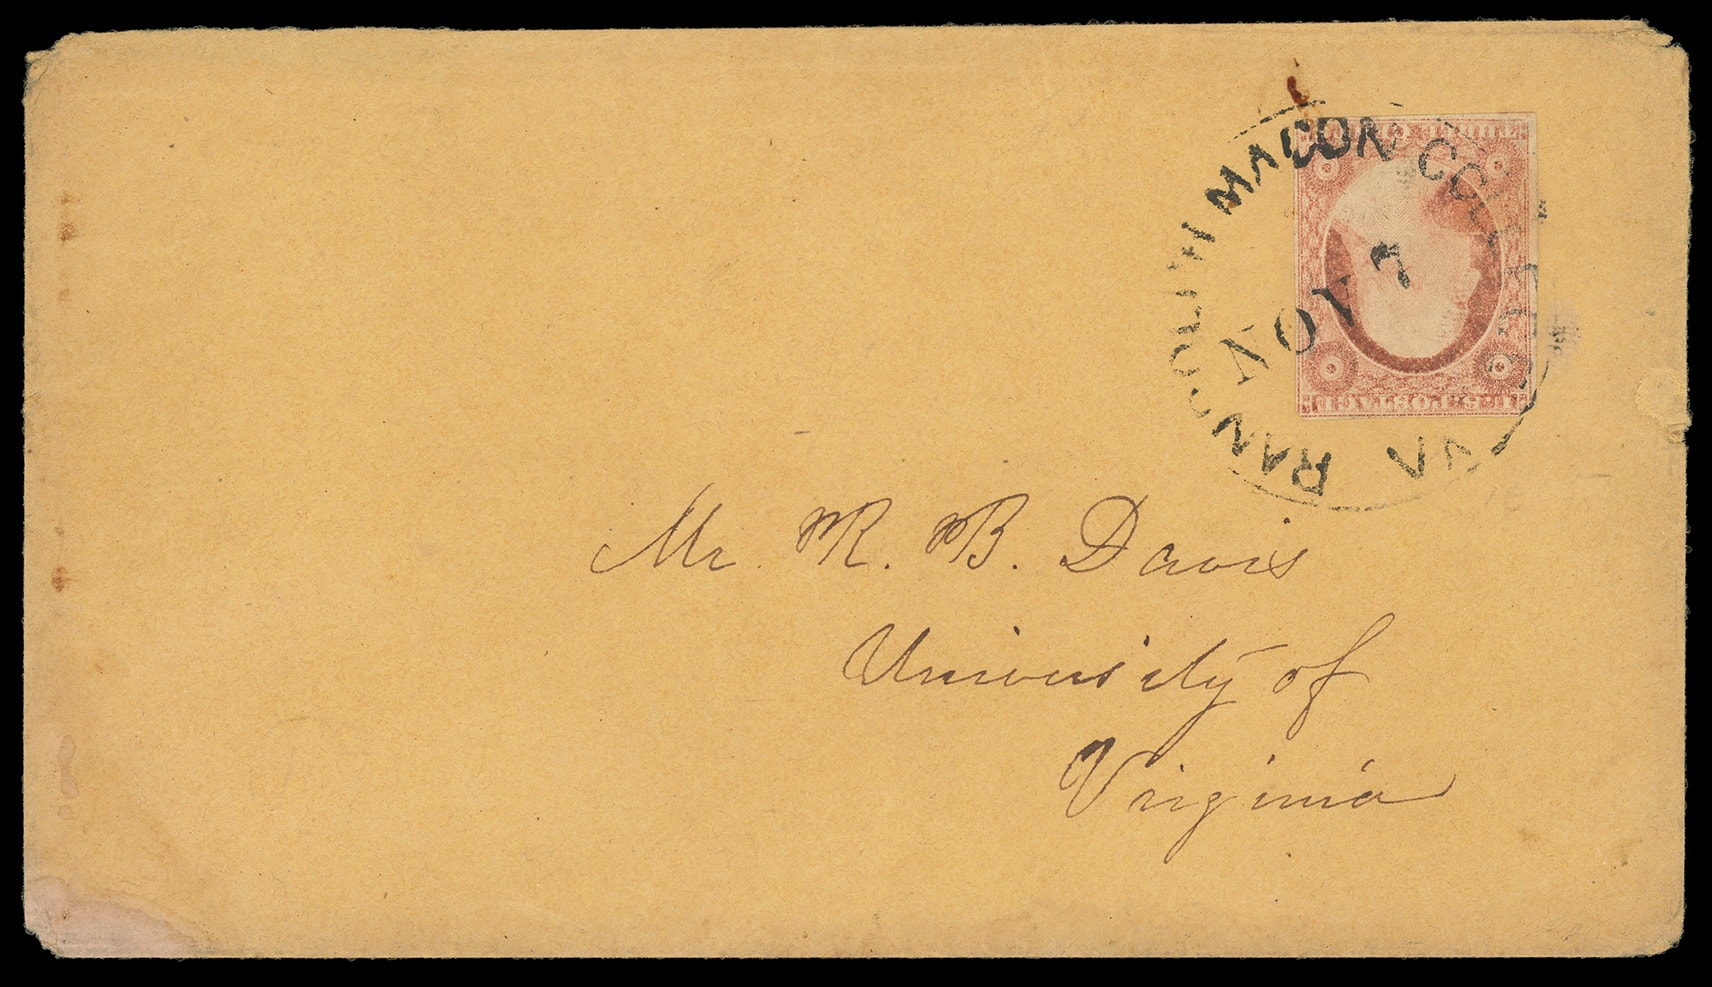 RANDOLPH MACON COLLEGE VA
NOV 7
THREE CENTS
U.S. POSTAGE
Mr. R. B. Davis
University of
Virginia